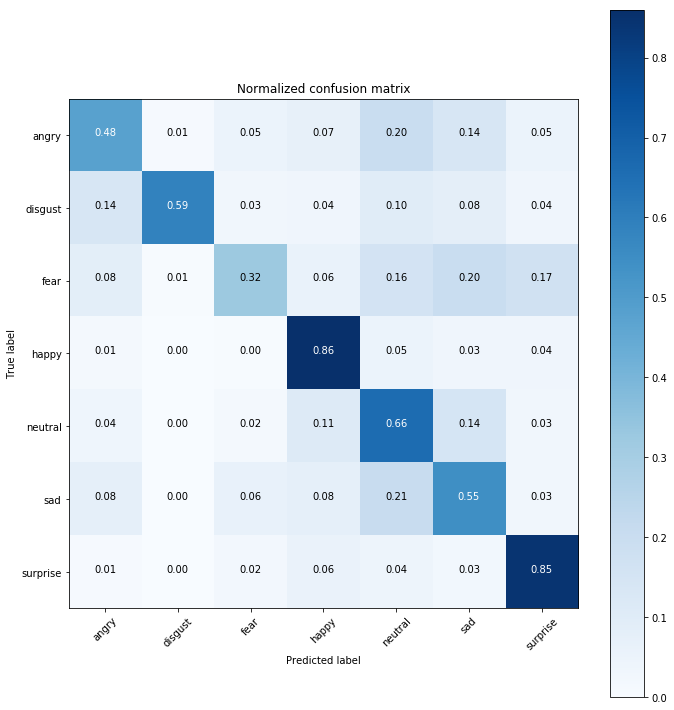 Normalized confusion matrix
angry 0.48 0.01 0.05 0.07 0.20 0.14 0.05
disgust 0.14 0.59 0.03 0.04 0.10 0.08 0.04
fear 0.08 0.01 0.32 0.06 0.16 0.20 0.17
happy 0.01 0.00 0.00 0.86 0.05 0.03 0.04
neutral 0.04 0.00 0.02 0.11 0.66 0.14 0.03
sad 0.08 0.00 0.06 0.08 0.21 0.55 0.03
surprise 0.01 0.00 0.02 0.06 0.04 0.03 0.85
True label
angry disgust fear happy neutral sad surprise
Predicted label
0.8
0.7
0.6
0.5
0.4
0.3
0.2
0.1
0.0